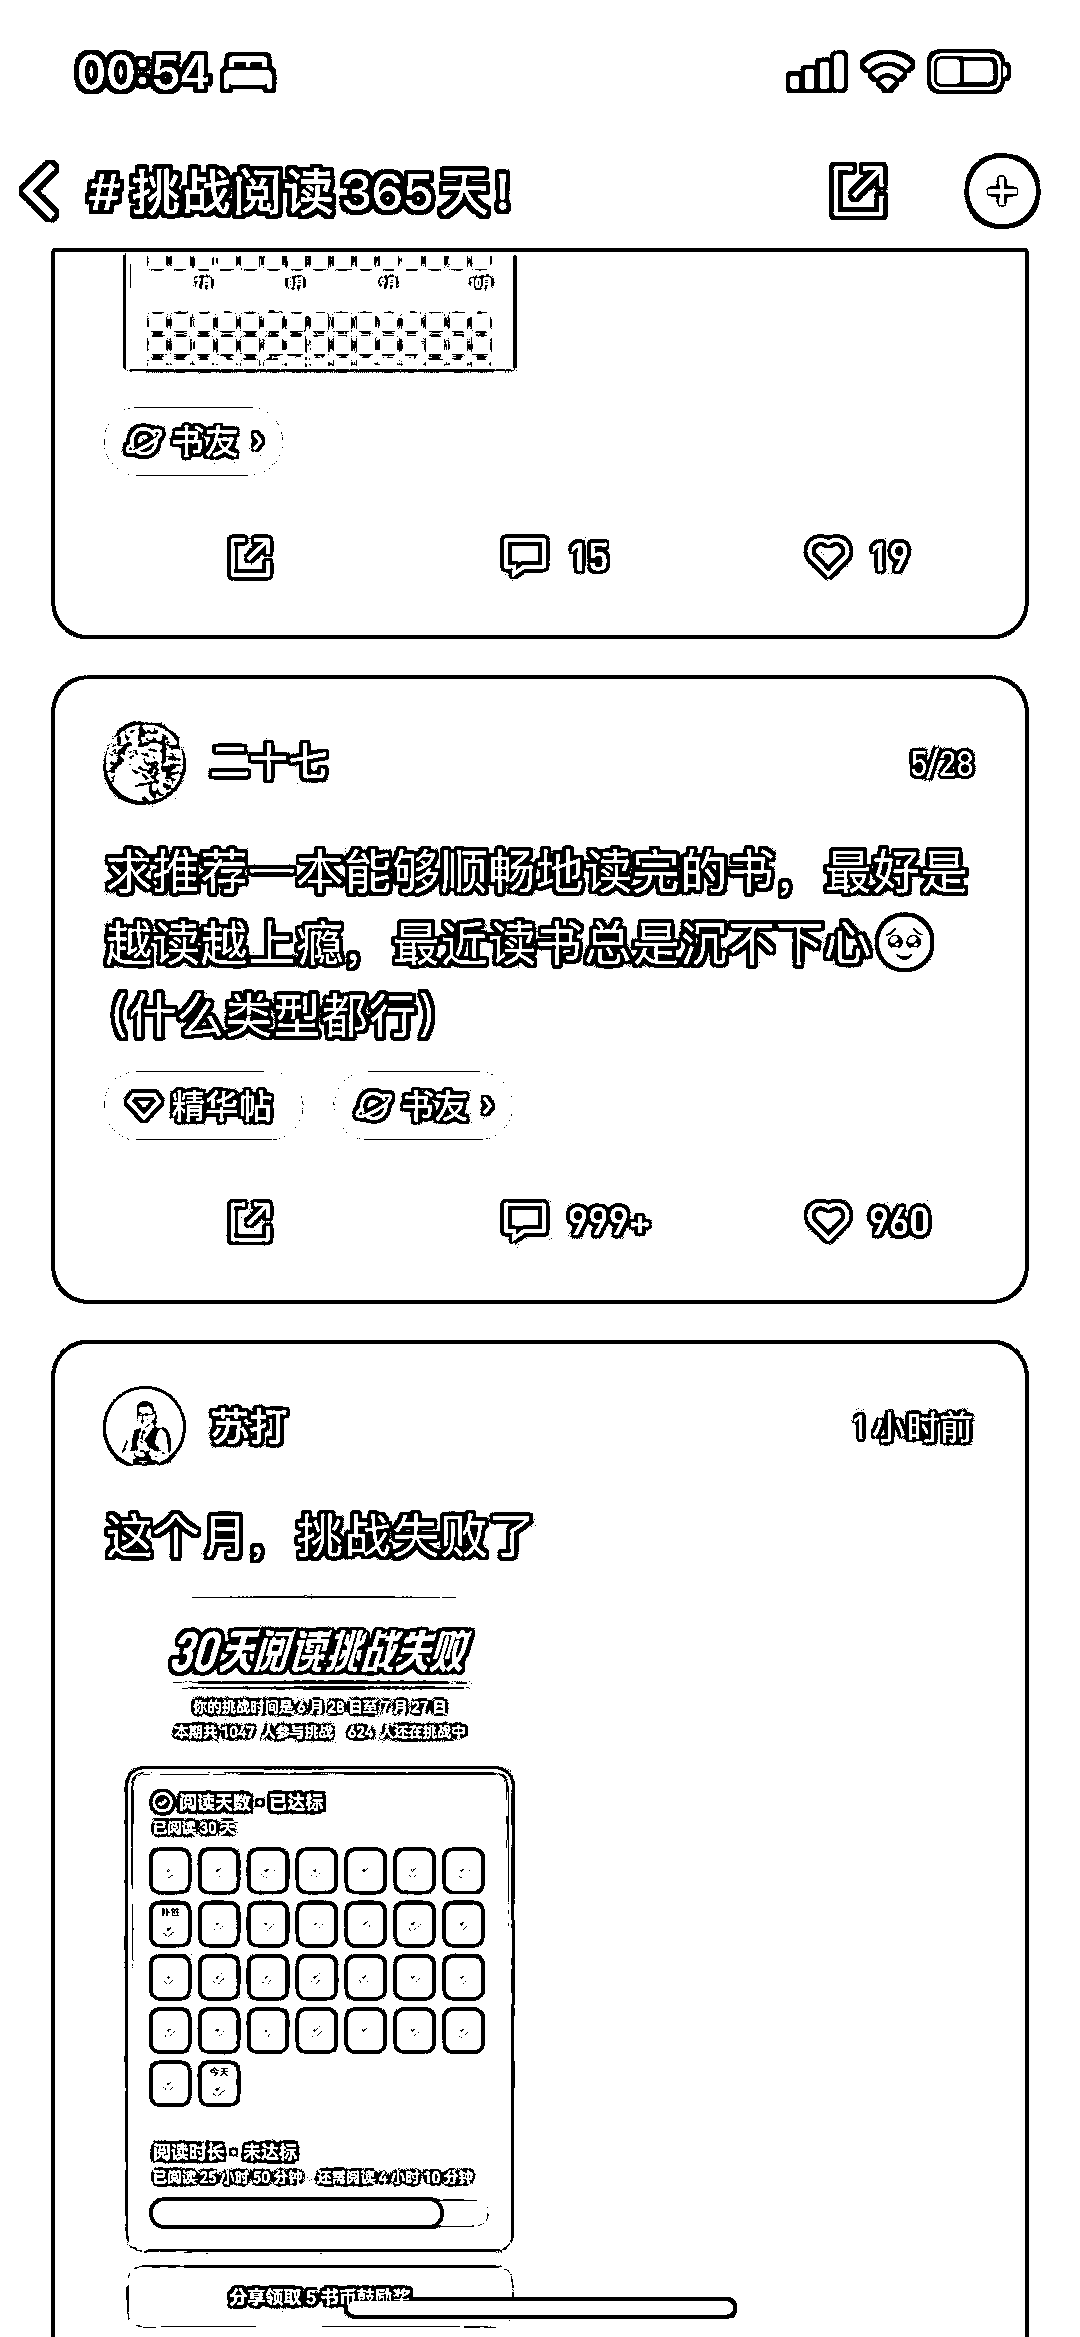 00:54
#挑战阅读365天!
7月 8月 9月 10月
书友
15 19
二十七 5/28
求推荐一本能够顺畅地读完的书，最好是
越读越上瘾，最近读书总是沉不下心🥹
(什么类型都行)
精华帖 书友
999+ 960
苏打 1小时前
这个月，挑战失败了
30天阅读挑战失败
你的挑战时间是 6 月 28 日至 7 月 27 日
本期共 1047 人参与挑战 624 人还在挑战中
阅读天数 · 已达标
已阅读 30 天
补签
今天
阅读时长 · 未达标
已阅读 25 小时 50 分钟 还需阅读 4 小时 10 分钟
分享领取 5 书币鼓励奖